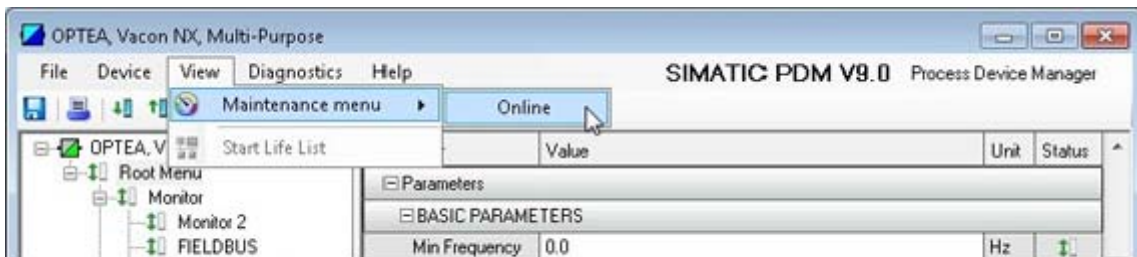 OPTEA, Vacon NX, Multi-Purpose
File Device View Diagnostics Help SIMATIC PDM V9.0 Process Device Manager
Maintenance menu Online
OPTEA, V Start Life List Value Unit Status
Root Menu Parameters
Monitor
Monitor 2 BASIC PARAMETERS
FIELDBUS Min Frequency 0.0 Hz